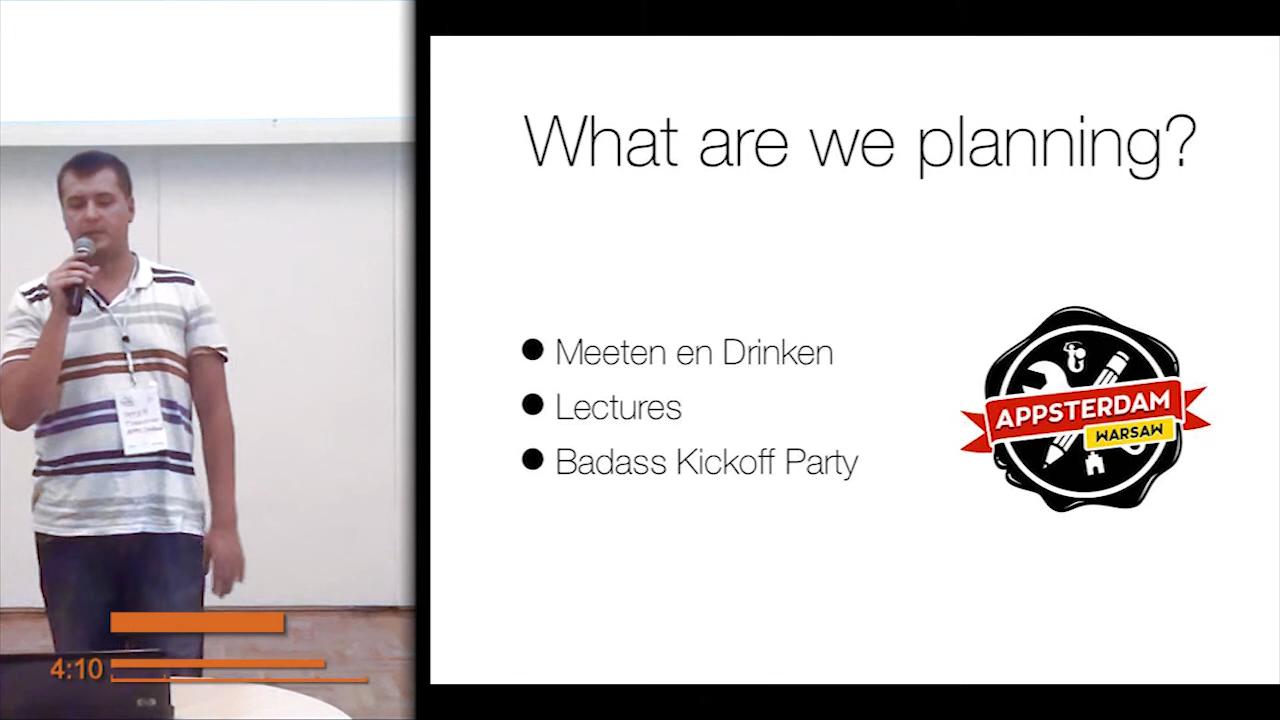 What are we planning?
Meeten en Drinken
Lectures
Badass Kickoff Party
APPSTERDAM
WARSAW
4:10